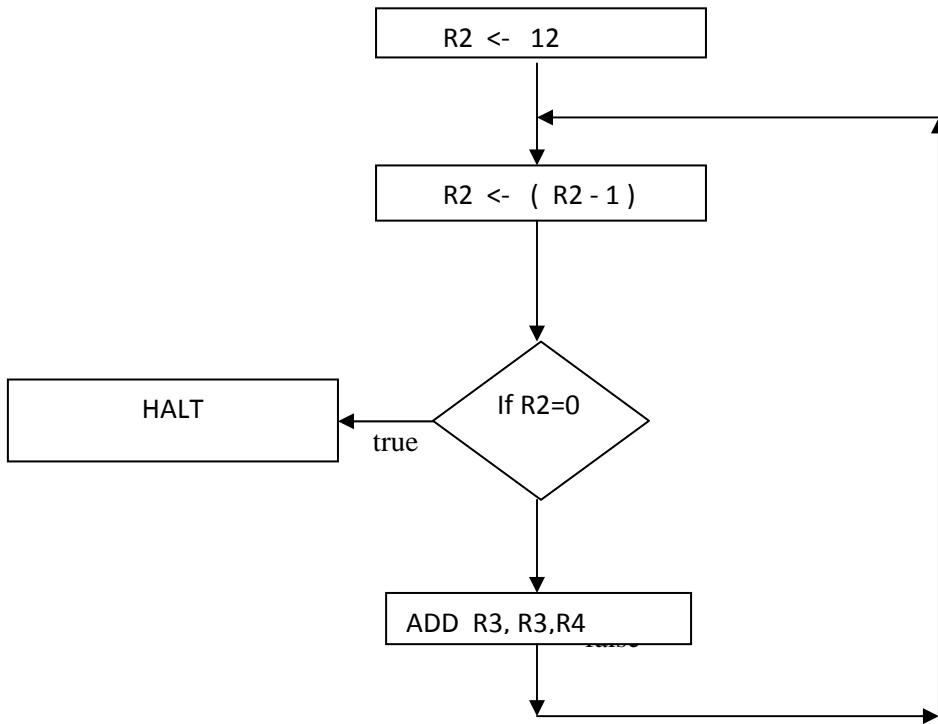 R2 <- 12
R2 <- ( R2 - 1 )
If R2=0
HALT
true
ADD R3, R3,R4